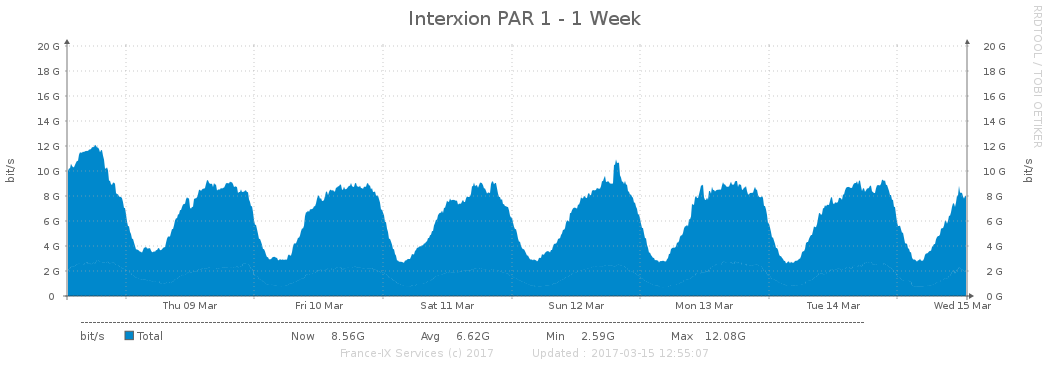 Interxion PAR 1 - 1 Week
RRDTOOL / TOBI OETIKER
bit/s
20 G 20 G
18 G 18 G
16 G 16 G
14 G 14 G
12 G 12 G
10 G 10 G
8 G 8 G
6 G 6 G
4 G 4 G
2 G 2 G
0 0 G
bit/s
Thu 09 Mar Fri 10 Mar Sat 11 Mar Sun 12 Mar Mon 13 Mar Tue 14 Mar Wed 15 Mar
bit/s Total Now 8.56G Avg 6.62G Min 2.59G Max 12.08G
France-IX Services (c) 2017 Updated : 2017-03-15 12:55:07